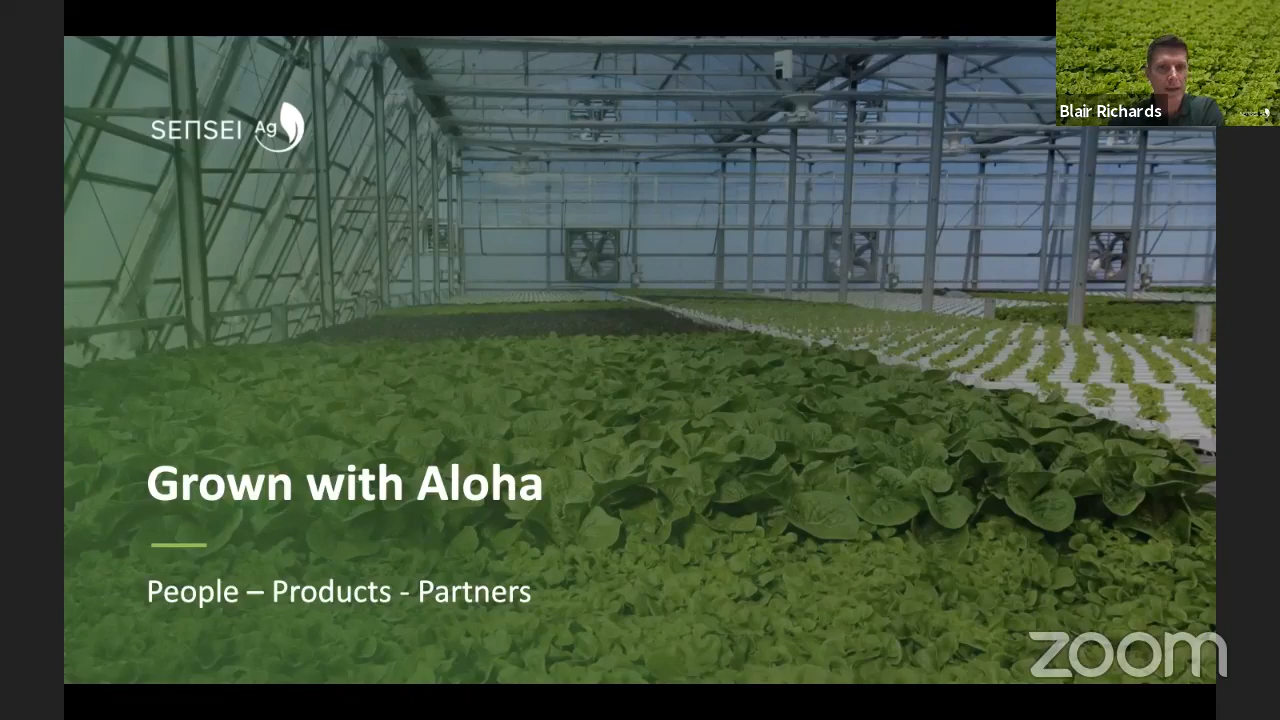 Blair Richards
SENSEI Ag
Grown with Aloha
People – Products - Partners
zoom